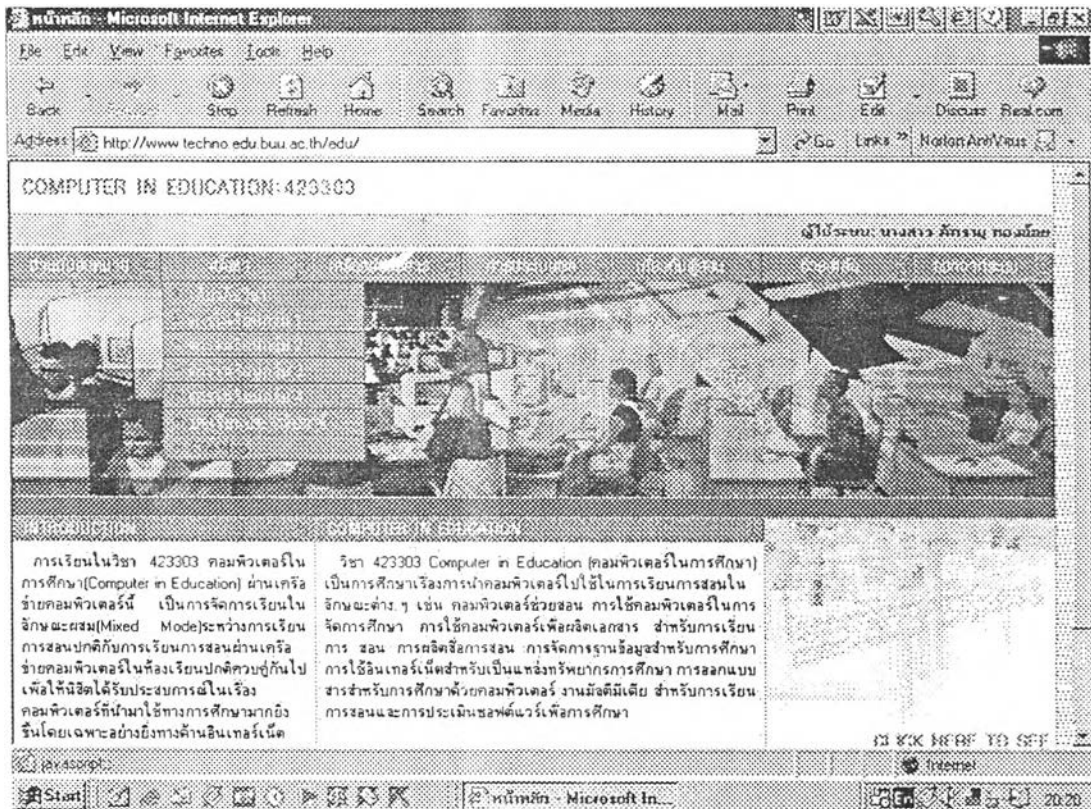 หน้าหลัก - Microsoft Internet Explorer
File Edit View Favorites Tools Help
Back Stop Refresh Home Search Favorites Media History Mail Print Edit Discuss Real.com
Address http://www.techno.edu.buu.ac.th/edu/ Go Links » Norton AntiVirus
COMPUTER IN EDUCATION:423303
ผู้ใช้ระบบ: นางสาว
INTRODUCTION
การเรียนในวิชา 423303 คอมพิวเตอร์ใน
การศึกษา(Computer in Education) ผ่านเครือ
ข่ายคอมพิวเตอร์นี้ เป็นการจัดการเรียนใน
ลักษณะผสม(Mixed Mode)ระหว่างการเรียน
การสอนปกติกับการเรียนการสอนผ่านเครือ
ข่ายคอมพิวเตอร์ในห้องเรียนปกติควบคู่กันไป
เพื่อให้นิสิตได้รับประสบการณ์ในเรื่อง
คอมพิวเตอร์ที่นำมาใช้ทางการศึกษามากยิ่ง
ขึ้นโดยเฉพาะอย่างยิ่งทางด้านอินเทอร์เน็ต
COMPUTER IN EDUCATION
วิชา 423303 Computer in Education (คอมพิวเตอร์ในการศึกษา)
เป็นการศึกษาเรื่องการนำคอมพิวเตอร์ไปใช้ในการเรียนการสอนใน
ลักษณะต่าง ๆ เช่น คอมพิวเตอร์ช่วยสอน การใช้คอมพิวเตอร์ในการ
จัดการศึกษา การใช้คอมพิวเตอร์เพื่อผลิตเอกสาร สำหรับการเรียน
การ สอน การผลิตสื่อการสอน การจัดการฐานข้อมูลสำหรับการศึกษา
การใช้อินเทอร์เน็ตสำหรับเป็นแหล่งทรัพยากรการศึกษา การออกแบบ
สารสำหรับการศึกษาด้วยคอมพิวเตอร์ งานมัลติมีเดีย สำหรับการเรียน
การสอนและการประเมินซอฟต์แวร์เพื่อการศึกษา
CLICK HERE TO SEE
javascript:; Internet
Start หน้าหลัก - Microsoft In... 20:20